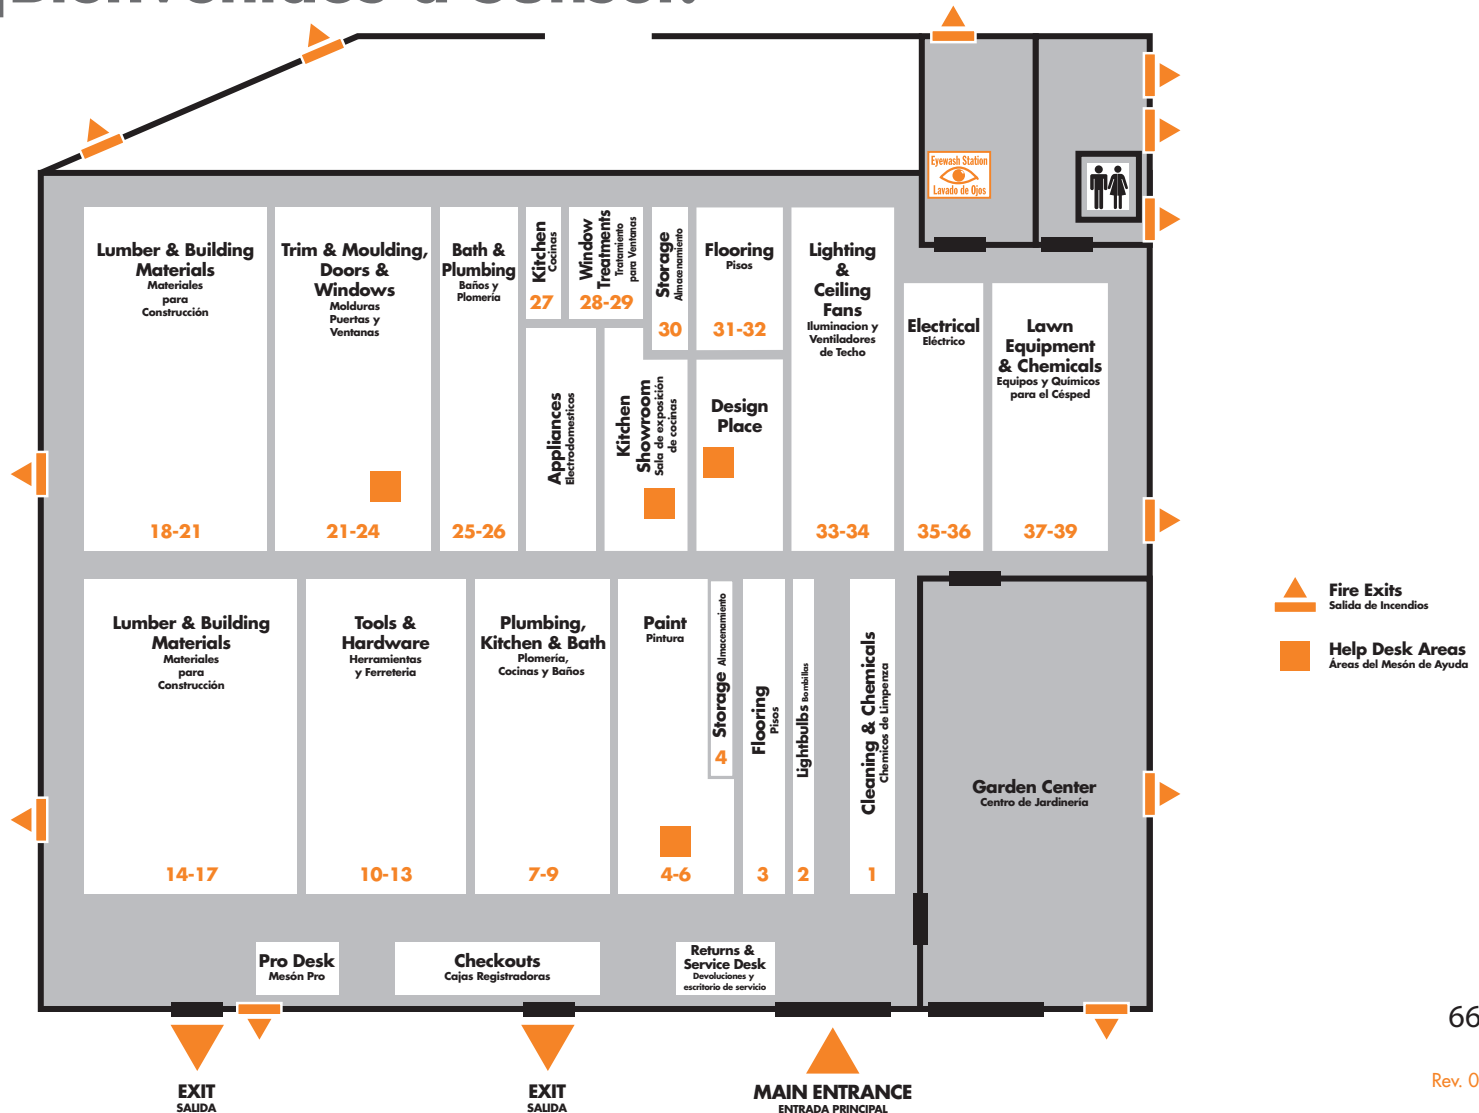 Eyewash Station
Lavado de Ojos
Lumber & Building
Materials
Materiales
para
Construcción
18-21
Trim & Moulding,
Doors &
Windows
Molduras
Puertas y
Ventanas
21-24
Bath &
Plumbing
Baños y
Plomería
25-26
Kitchen
Cocinas
27
Window
Treatments
Tratamiento
para Ventanas
28-29
Storage
Almacenamiento
30
Flooring
Pisos
31-32
Lighting
&
Ceiling
Fans
Iluminacion y
Ventiladores
de Techo
33-34
Electrical
Eléctrico
35-36
Lawn
Equipment
& Chemicals
Equipos y Químicos
para el Césped
37-39
Appliances
Electrodomesticos
Kitchen
Showroom
Sala de exposición
de cocinas
Design
Place
Fire Exits
Salida de Incendios
Help Desk Areas
Áreas del Mesón de Ayuda
Lumber & Building
Materials
Materiales
para
Construcción
14-17
Tools &
Hardware
Herramientas
y Ferreteria
10-13
Plumbing,
Kitchen & Bath
Plomería,
Cocinas y Baños
7-9
Paint
Pintura
4-6
Storage Almacenamiento
4
Flooring
Pisos
3
Lightbulbs Bombillas
2
Cleaning & Chemicals
Chemicos de Limpenza
1
Garden Center
Centro de Jardinería
Pro Desk
Mesón Pro
Checkouts
Cajas Registradoras
Returns &
Service Desk
Devoluciones y
escritorio de servicio
EXIT
SALIDA
EXIT
SALIDA
MAIN ENTRANCE
ENTRADA PRINCIPAL
66
Rev. 0